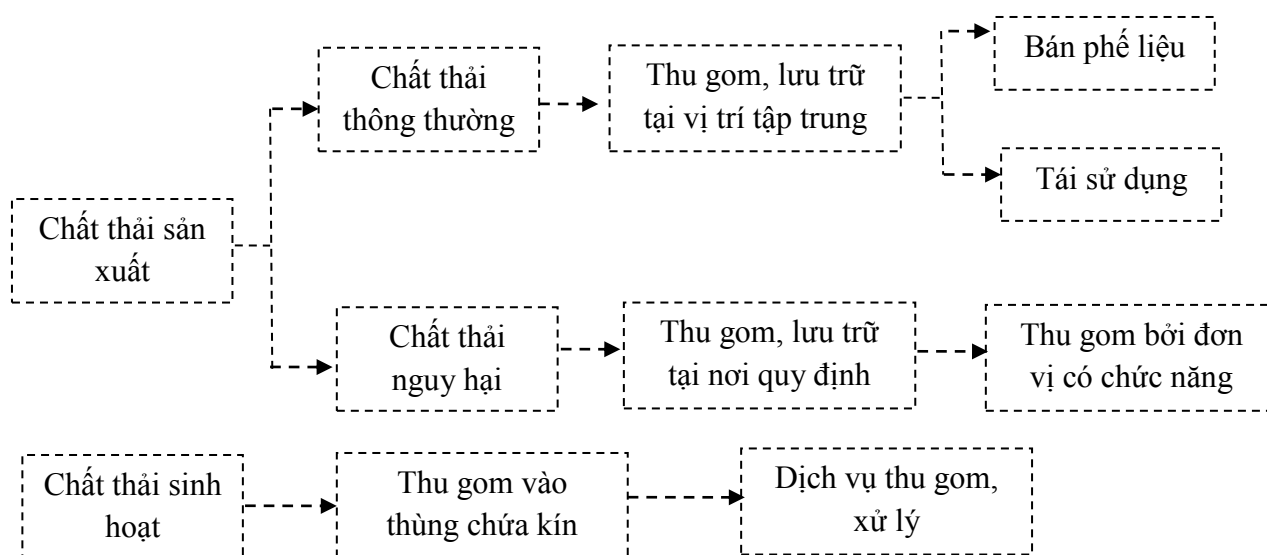 Chất thải
thông thường
Thu gom, lưu trữ
tại vị trí tập trung
Bán phế liệu
Tái sử dụng
Chất thải sản
xuất
Chất thải
nguy hại
Thu gom, lưu trữ
tại nơi quy định
Thu gom bởi đơn
vị có chức năng
Chất thải sinh
hoạt
Thu gom vào
thùng chứa kín
Dịch vụ thu gom,
xử lý